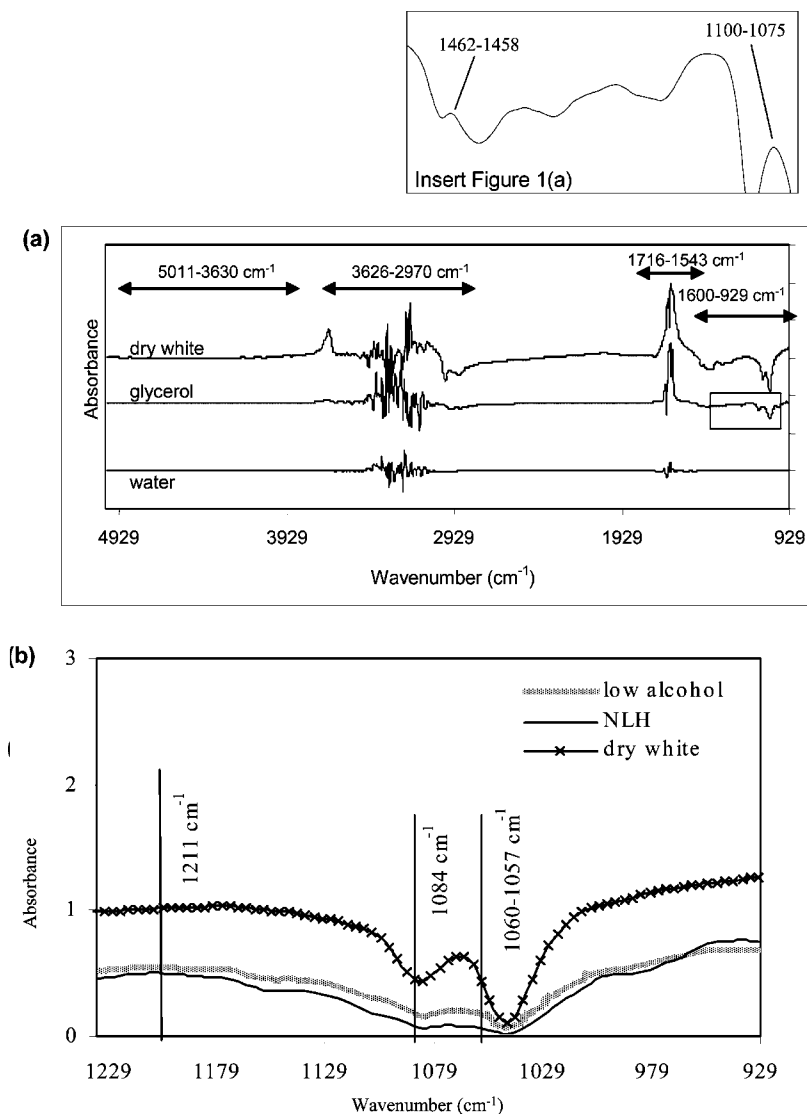 1462-1458
1100-1075
Insert Figure 1(a)
(a)
5011-3630 cm⁻¹
3626-2970 cm⁻¹
1716-1543 cm⁻¹
1600-929 cm⁻¹
Absorbance
dry white
glycerol
water
4929 3929 2929 1929 929
Wavenumber (cm⁻¹)
(b)
3
2
1
0
Absorbance
low alcohol
NLH
dry white
1211 cm⁻¹
1084 cm⁻¹
1060-1057 cm⁻¹
1229 1179 1129 1079 1029 979 929
Wavenumber (cm⁻¹)